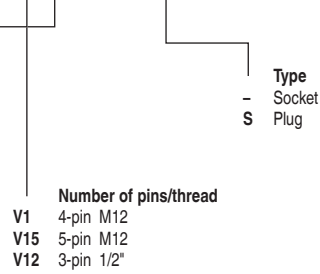 Type
– Socket
S Plug
Number of pins/thread
V1 4-pin M12
V15 5-pin M12
V12 3-pin 1/2"